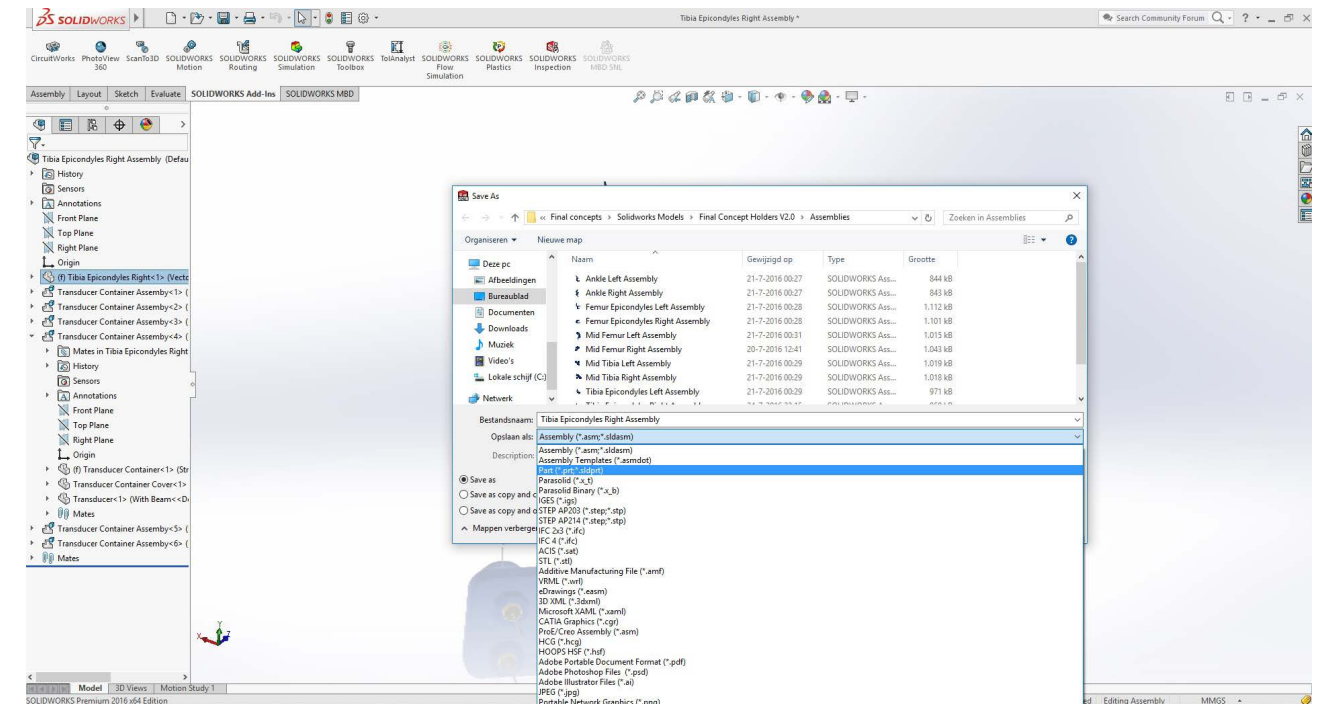 SOLIDWORKS
Tibia Epicondyles Right Assembly *
Search Community Forum
CircuitWorks
PhotoView 360
ScanTo3D
SOLIDWORKS Motion
SOLIDWORKS Routing
SOLIDWORKS Simulation
SOLIDWORKS Toolbox
TolAnalyst
SOLIDWORKS Flow Simulation
SOLIDWORKS Plastics
SOLIDWORKS Inspection
SOLIDWORKS MBD SNL
Assembly Layout Sketch Evaluate SOLIDWORKS Add-Ins SOLIDWORKS MBD
Tibia Epicondyles Right Assembly (Defau
History
Sensors
Annotations
Front Plane
Top Plane
Right Plane
Origin
(f) Tibia Epicondyles Right<1> (Vectc
Transducer Container Assemby<1> (
Transducer Container Assemby<2> (
Transducer Container Assemby<3> (
Transducer Container Assemby<4> (
Mates in Tibia Epicondyles Right
History
Sensors
Annotations
Front Plane
Top Plane
Right Plane
Origin
(f) Transducer Container<1> (Str
Transducer Container Cover<1>
Transducer<1> (With Beam<<D
Mates
Transducer Container Assemby<5> (
Transducer Container Assemby<6> (
Mates
Save As
« Final concepts > Solidworks Models > Final Concept Holders V2.0 > Assemblies
Zoeken in Assemblies
Organiseren Nieuwe map
Deze pc
Afbeeldingen
Bureaublad
Documenten
Downloads
Muziek
Video's
Lokale schijf (C:)
Netwerk
Naam Gewijzigd op Type Grootte
Ankle Left Assembly 21-7-2016 00:27 SOLIDWORKS Ass... 844 kB
Ankle Right Assembly 21-7-2016 00:27 SOLIDWORKS Ass... 843 kB
Femur Epicondyles Left Assembly 21-7-2016 00:28 SOLIDWORKS Ass... 1.112 kB
Femur Epicondyles Right Assembly 21-7-2016 00:28 SOLIDWORKS Ass... 1.101 kB
Mid Femur Left Assembly 21-7-2016 00:31 SOLIDWORKS Ass... 1.015 kB
Mid Femur Right Assembly 20-7-2016 12:41 SOLIDWORKS Ass... 1.043 kB
Mid Tibia Left Assembly 21-7-2016 00:29 SOLIDWORKS Ass... 1.019 kB
Mid Tibia Right Assembly 21-7-2016 00:29 SOLIDWORKS Ass... 1.018 kB
Tibia Epicondyles Left Assembly 21-7-2016 00:29 SOLIDWORKS Ass... 971 kB
Bestandsnaam: Tibia Epicondyles Right Assembly
Opslaan als: Assembly (*.asm;*.sldasm)
Description:
Save as
Save as copy and c
Save as copy and o
Mappen verberge
Assembly (*.asm;*.sldasm)
Assembly Templates (*.asmdot)
Part (*.prt;*.sldprt)
Parasolid (*.x_t)
Parasolid Binary (*.x_b)
IGES (*.igs)
STEP AP203 (*.step;*.stp)
STEP AP214 (*.step;*.stp)
IFC 2x3 (*.ifc)
IFC 4 (*.ifc)
ACIS (*.sat)
STL (*.stl)
Additive Manufacturing File (*.amf)
VRML (*.wrl)
eDrawings (*.easm)
3D XML (*.3dxml)
Microsoft XAML (*.xaml)
CATIA Graphics (*.cgr)
ProE/Creo Assembly (*.asm)
HCG (*.hcg)
HOOPS HSF (*.hsf)
Adobe Portable Document Format (*.pdf)
Adobe Photoshop Files (*.psd)
Adobe Illustrator Files (*.ai)
JPEG (*.jpg)
Portable Network Graphics (*.png)
Y
X
Z
Model 3D Views Motion Study 1
SOLIDWORKS Premium 2016 x64 Edition
ed Editing Assembly MMGS